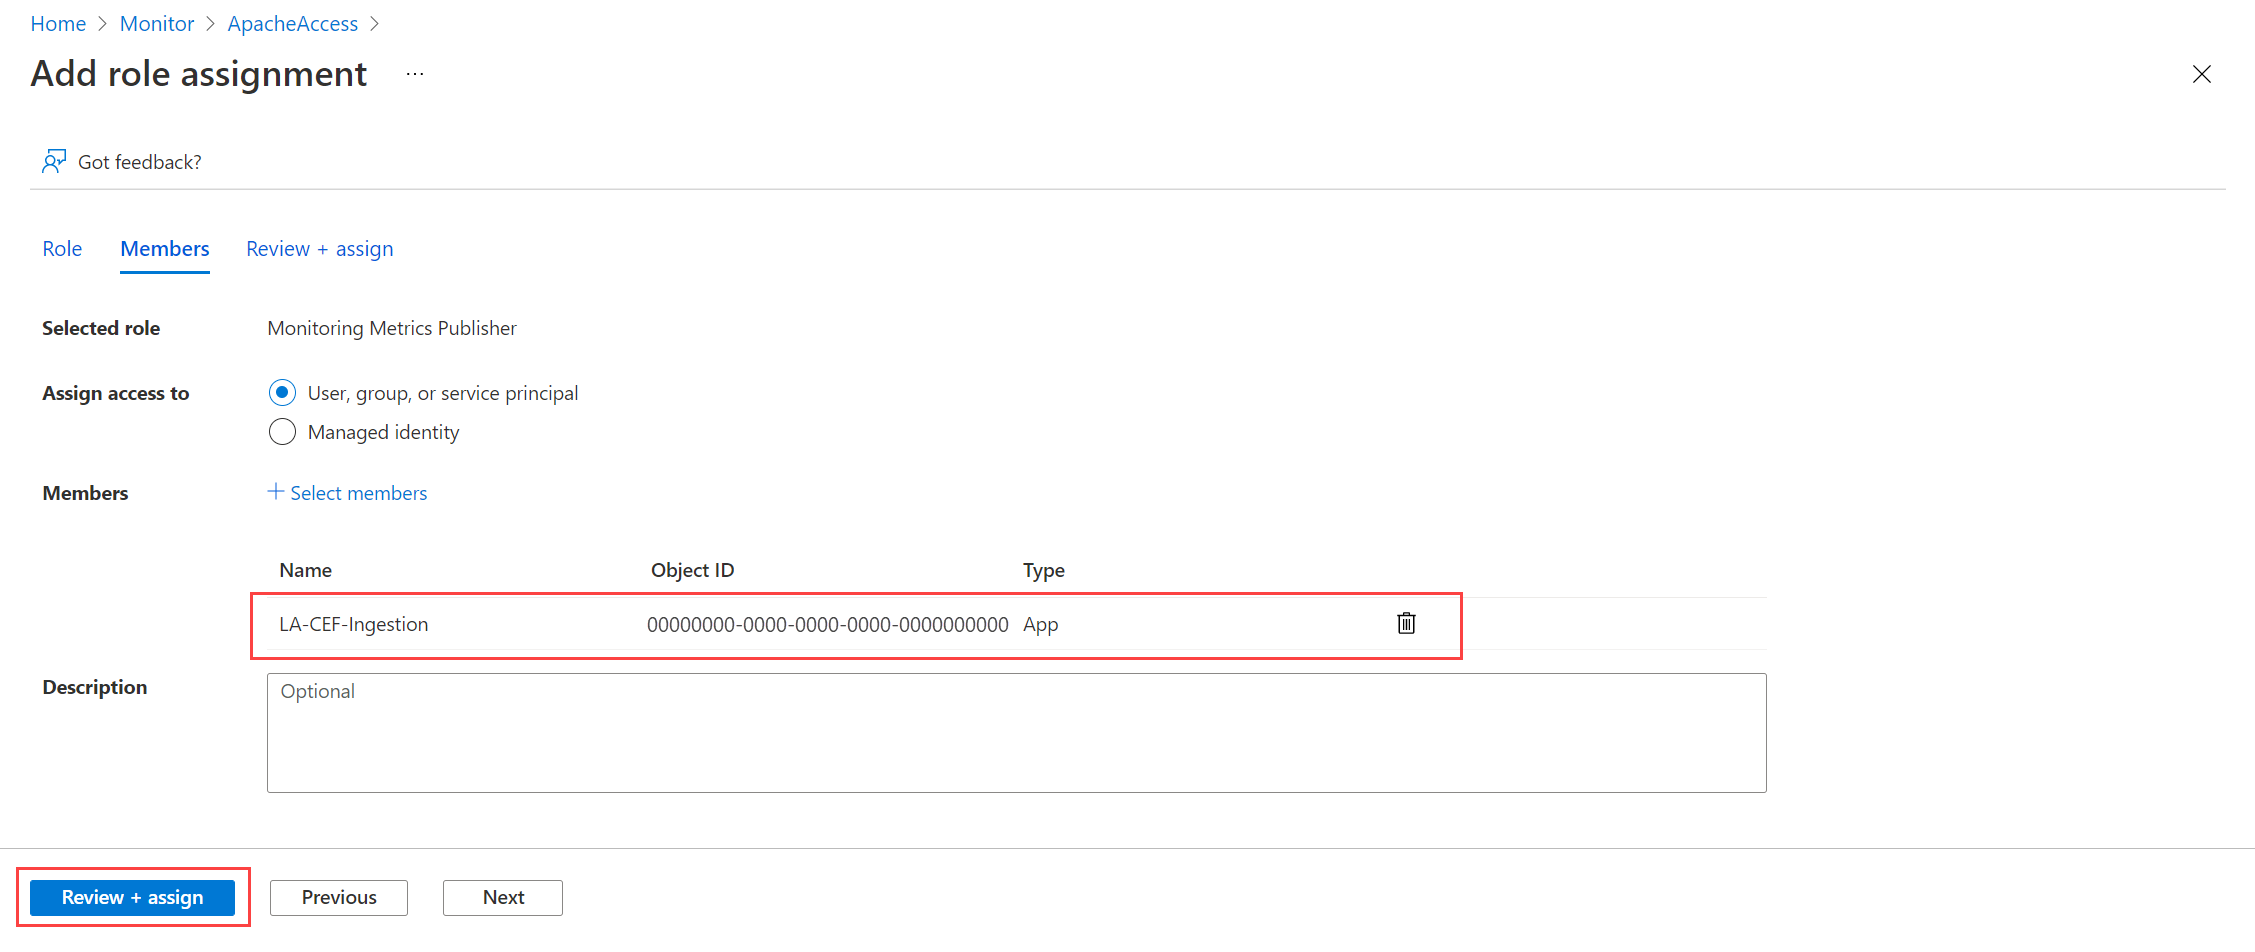 Home > Monitor > ApacheAccess >
Add role assignment ...
Got feedback?
Role Members Review + assign
Selected role Monitoring Metrics Publisher
Assign access to User, group, or service principal
Managed identity
Members + Select members
Name Object ID Type
LA-CEF-Ingestion 00000000-0000-0000-0000-0000000000 App
Description Optional
Review + assign Previous Next